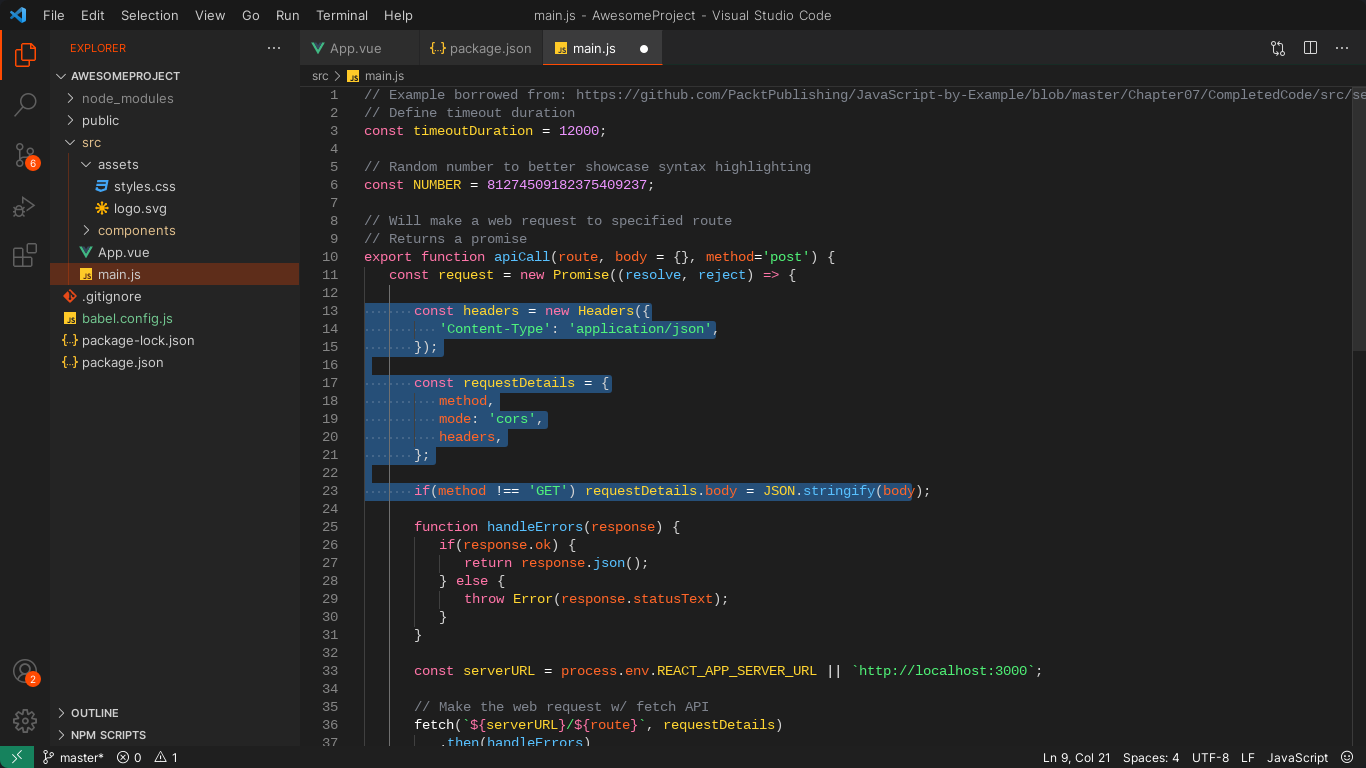 File Edit Selection View Go Run Terminal Help
main.js - AwesomeProject - Visual Studio Code
EXPLORER
AWESOMEPROJECT
node_modules
public
src
assets
styles.css
logo.svg
components
App.vue
main.js
.gitignore
babel.config.js
package-lock.json
package.json
OUTLINE
NPM SCRIPTS
6
2
App.vue
package.json
main.js
src > main.js
1 // Example borrowed from: https://github.com/PacktPublishing/JavaScript-by-Example/blob/master/Chapter07/CompletedCode/src/se
2 // Define timeout duration
3 const timeoutDuration = 12000;
4
5 // Random number to better showcase syntax highlighting
6 const NUMBER = 81274509182375409237;
7
8 // Will make a web request to specified route
9 // Returns a promise
10 export function apiCall(route, body = {}, method='post') {
11 const request = new Promise((resolve, reject) => {
12
13 const headers = new Headers({
14 'Content-Type': 'application/json',
15 });
16
17 const requestDetails = {
18 method,
19 mode: 'cors',
20 headers,
21 };
22
23 if(method !== 'GET') requestDetails.body = JSON.stringify(body);
24
25 function handleErrors(response) {
26 if(response.ok) {
27 return response.json();
28 } else {
29 throw Error(response.statusText);
30 }
31 }
32
33 const serverURL = process.env.REACT_APP_SERVER_URL || `http://localhost:3000`;
34
35 // Make the web request w/ fetch API
36 fetch(`${serverURL}/${route}`, requestDetails)
37 .then(handleErrors)
master* 0 1
Ln 9, Col 21 Spaces: 4 UTF-8 LF JavaScript